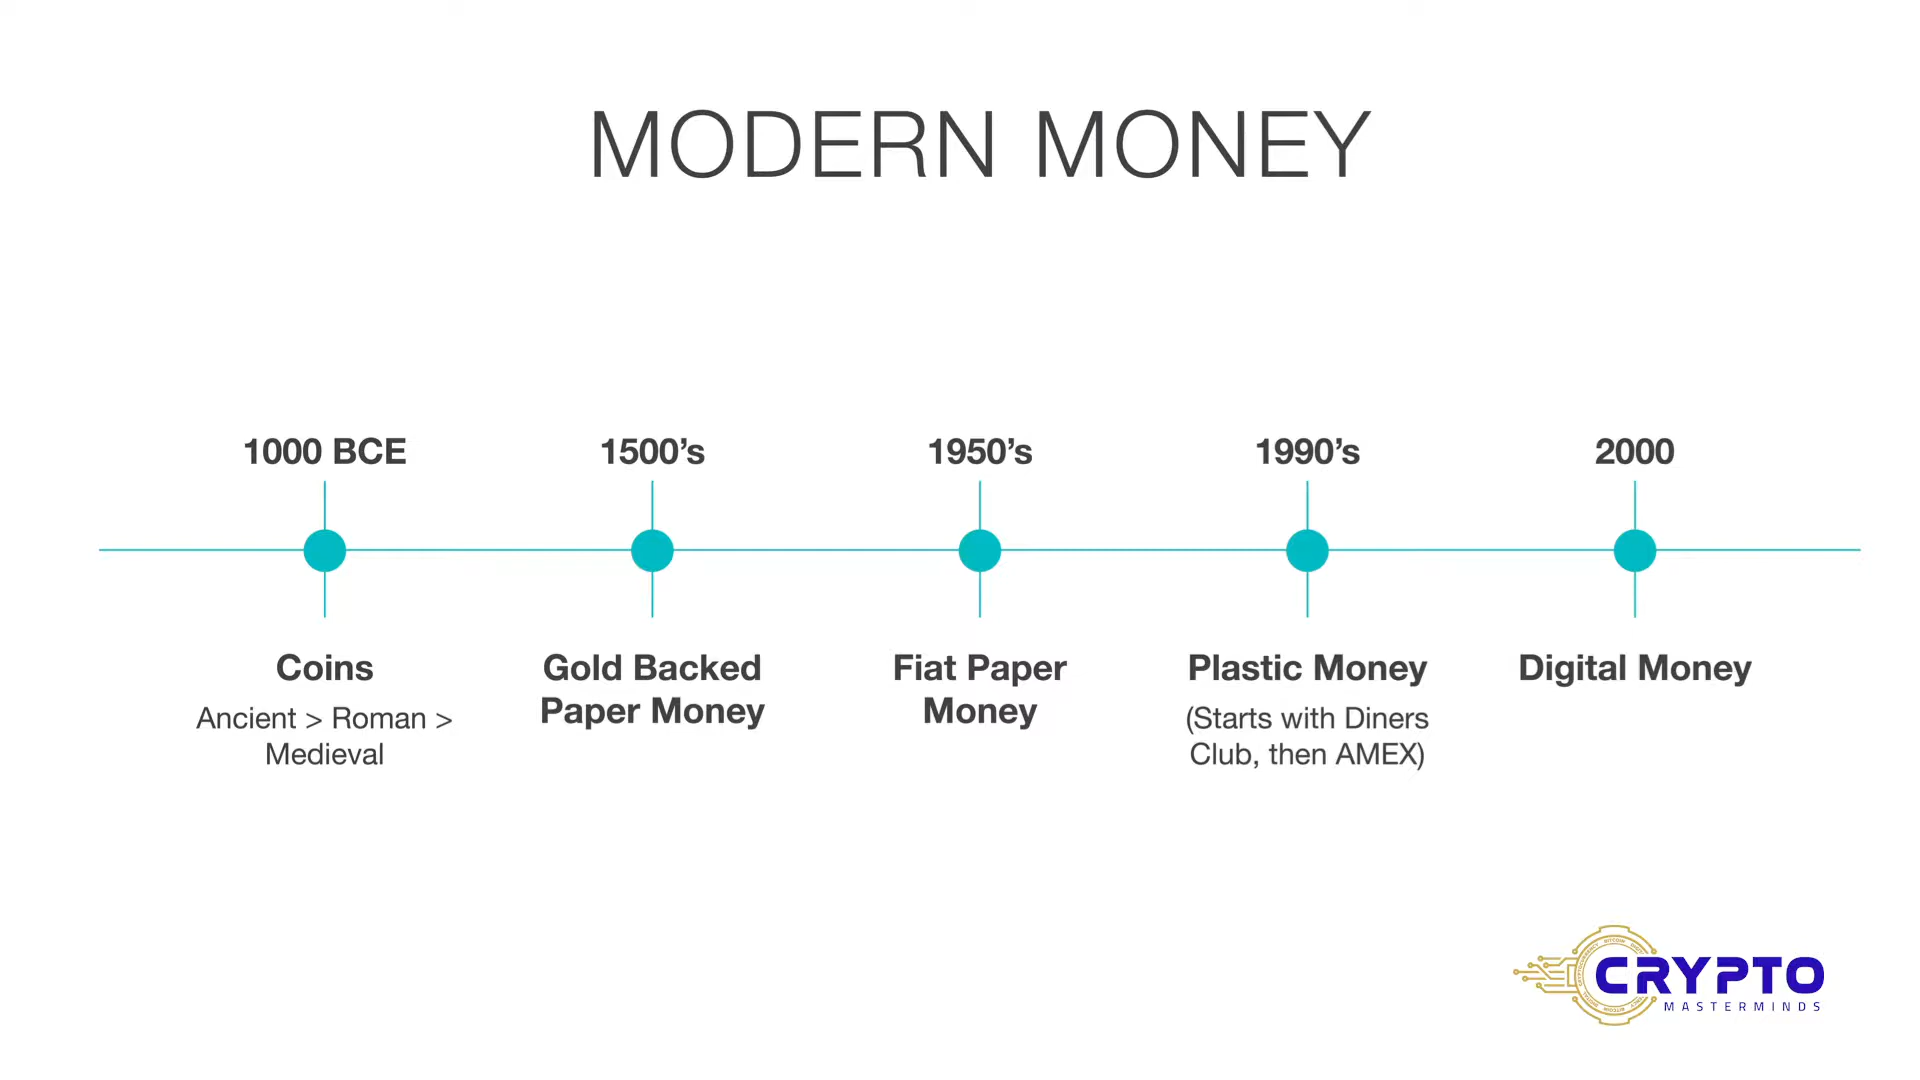 MODERN MONEY
1000 BCE
1500's
1950's
1990's
2000
Coins
Ancient > Roman >
Medieval
Gold Backed
Paper Money
Fiat Paper
Money
Plastic Money
(Starts with Diners
Club, then AMEX)
Digital Money
CRYPTO
MASTERMINDS